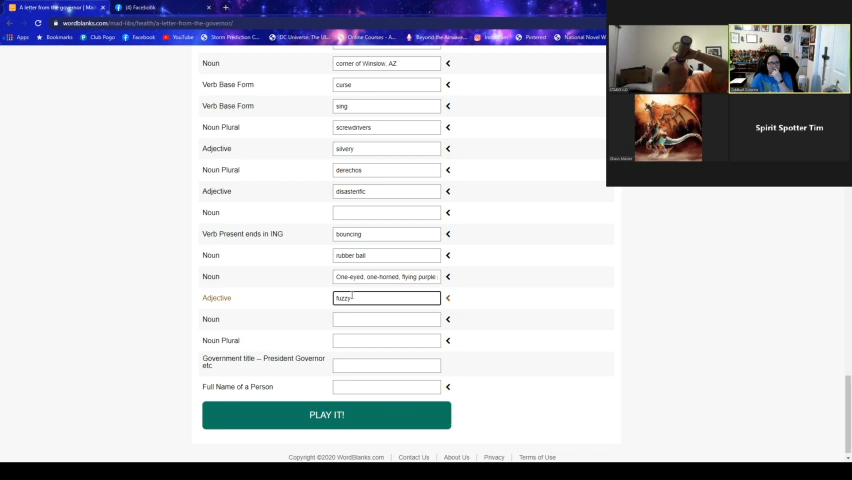 A letter from the governor | Mad
(4) Facebook
wordblanks.com/mad-libs/health/a-letter-from-the-governor/
Apps
Bookmarks
Club Pogo
Facebook
YouTube
Storm Prediction C...
DC Universe: The Ul...
Online Courses - A...
Beyond the Airwave...
Instagram
Pinterest
National Novel W
Noun
corner of Winslow, AZ
Verb Base Form
curse
Verb Base Form
sing
Noun Plural
screwdrivers
Adjective
silvery
Noun Plural
derechos
Adjective
disasterific
Noun
Verb Present ends in ING
bouncing
Noun
rubber ball
Noun
One-eyed, one-horned, flying purple
Adjective
fuzzy
Noun
Noun Plural
Government title -- President Governor
etc
Full Name of a Person
PLAY IT!
Copyright ©2020 WordBlanks.com
Contact Us
About Us
Privacy
Terms of Use
Spirit Spotter Tim